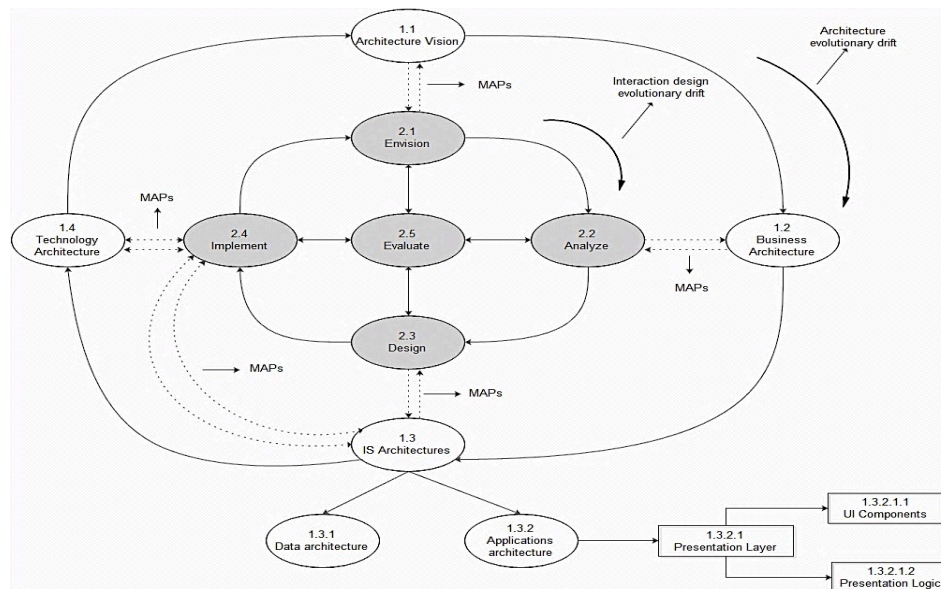 1.1
Architecture Vision
Architecture
evolutionary drift
Interaction design
evolutionary drift
MAPs
2.1
Envision
MAPs
1.4
Technology
Architecture
2.4
Implement
2.5
Evaluate
2.2
Analyze
1.2
Business
Architecture
MAPs
2.3
Design
MAPs
MAPs
1.3
IS Architectures
1.3.1
Data architecture
1.3.2
Applications
architecture
1.3.2.1
Presentation Layer
1.3.2.1.1
UI Components
1.3.2.1.2
Presentation Logic